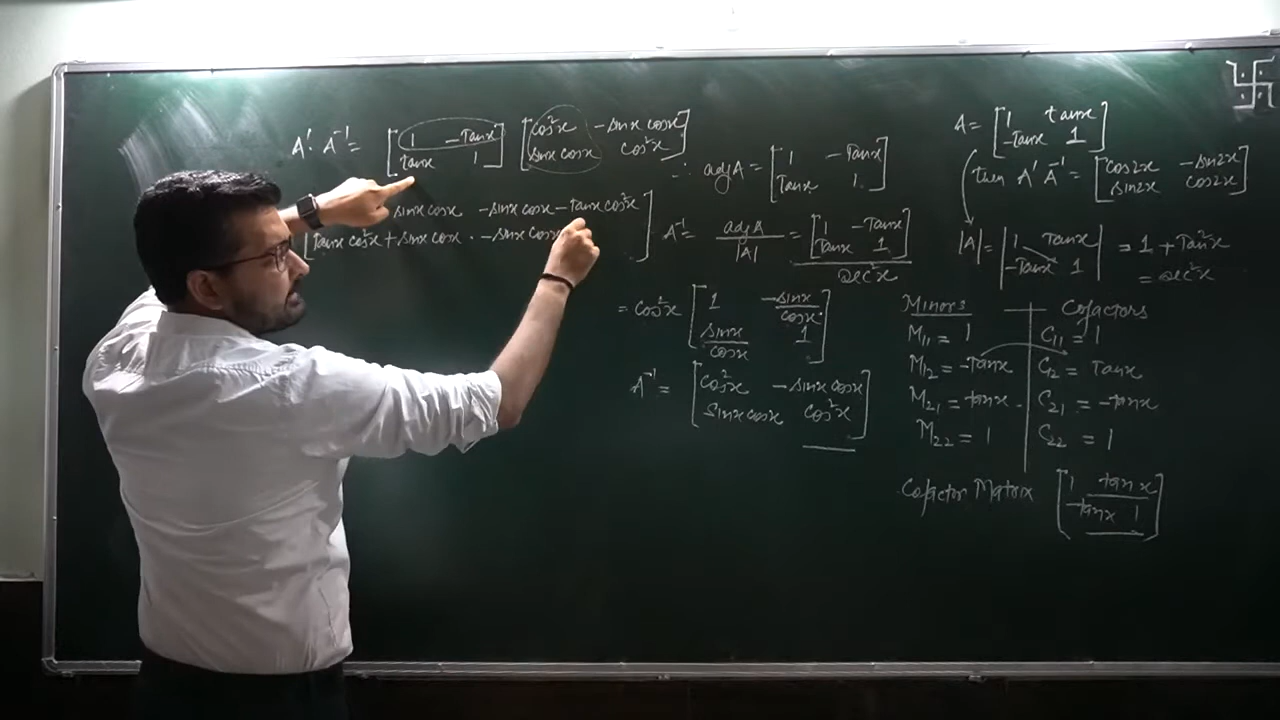 A'. A⁻¹ = [1 -Tanx] [cos²x -sinx cosx]
[tanx 1] [sinx cosx cos²x]
sinx cosx -sinx cosx - tanx cos²x]
[Tanx cos²x + sinx cosx . -sinx cosx
∴ adj A = [1 -Tanx]
[Tanx 1]
A⁻¹ = adj A / |A| = [1 -Tanx]
[Tanx 1] / sec²x
= cos²x [1 -sinx/cosx]
[sinx/cosx 1]
A⁻¹ = [cos²x -sinx cosx]
[sinx cosx cos²x]
A = [1 tanx]
[-Tanx 1]
then A' A⁻¹ = [cos2x -sin2x]
[sin2x cos2x]
|A| = |1 Tanx| = 1 + Tan²x
|-Tanx 1| = sec²x
Minors Cofactors
M₁₁ = 1 C₁₁ = 1
M₁₂ = -Tanx C₁₂ = Tanx
M₂₁ = tanx C₂₁ = -tanx
M₂₂ = 1 C₂₂ = 1
Cofactor Matrix [1 tanx]
[-tanx 1]